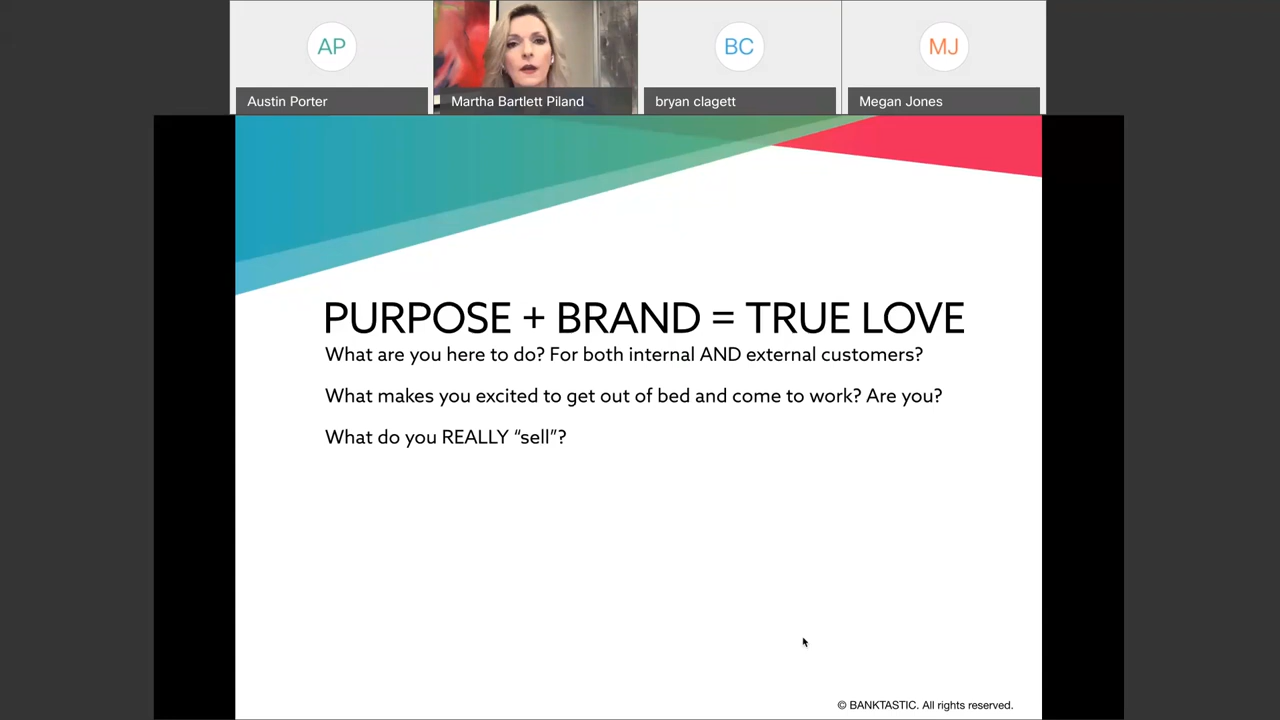 AP
Austin Porter
Martha Bartlett Piland
BC
bryan clagett
MJ
Megan Jones
PURPOSE + BRAND = TRUE LOVE
What are you here to do? For both internal AND external customers?
What makes you excited to get out of bed and come to work? Are you?
What do you REALLY “sell”?
© BANKTASTIC. All rights reserved.